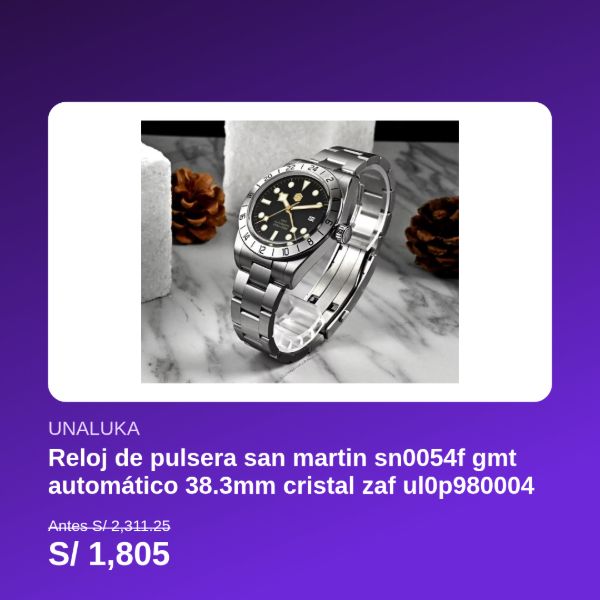 UNALUKA
Reloj de pulsera san martin sn0054f gmt
automático 38.3mm cristal zaf ul0p980004
Antes S/ 2,311.25
S/ 1,805